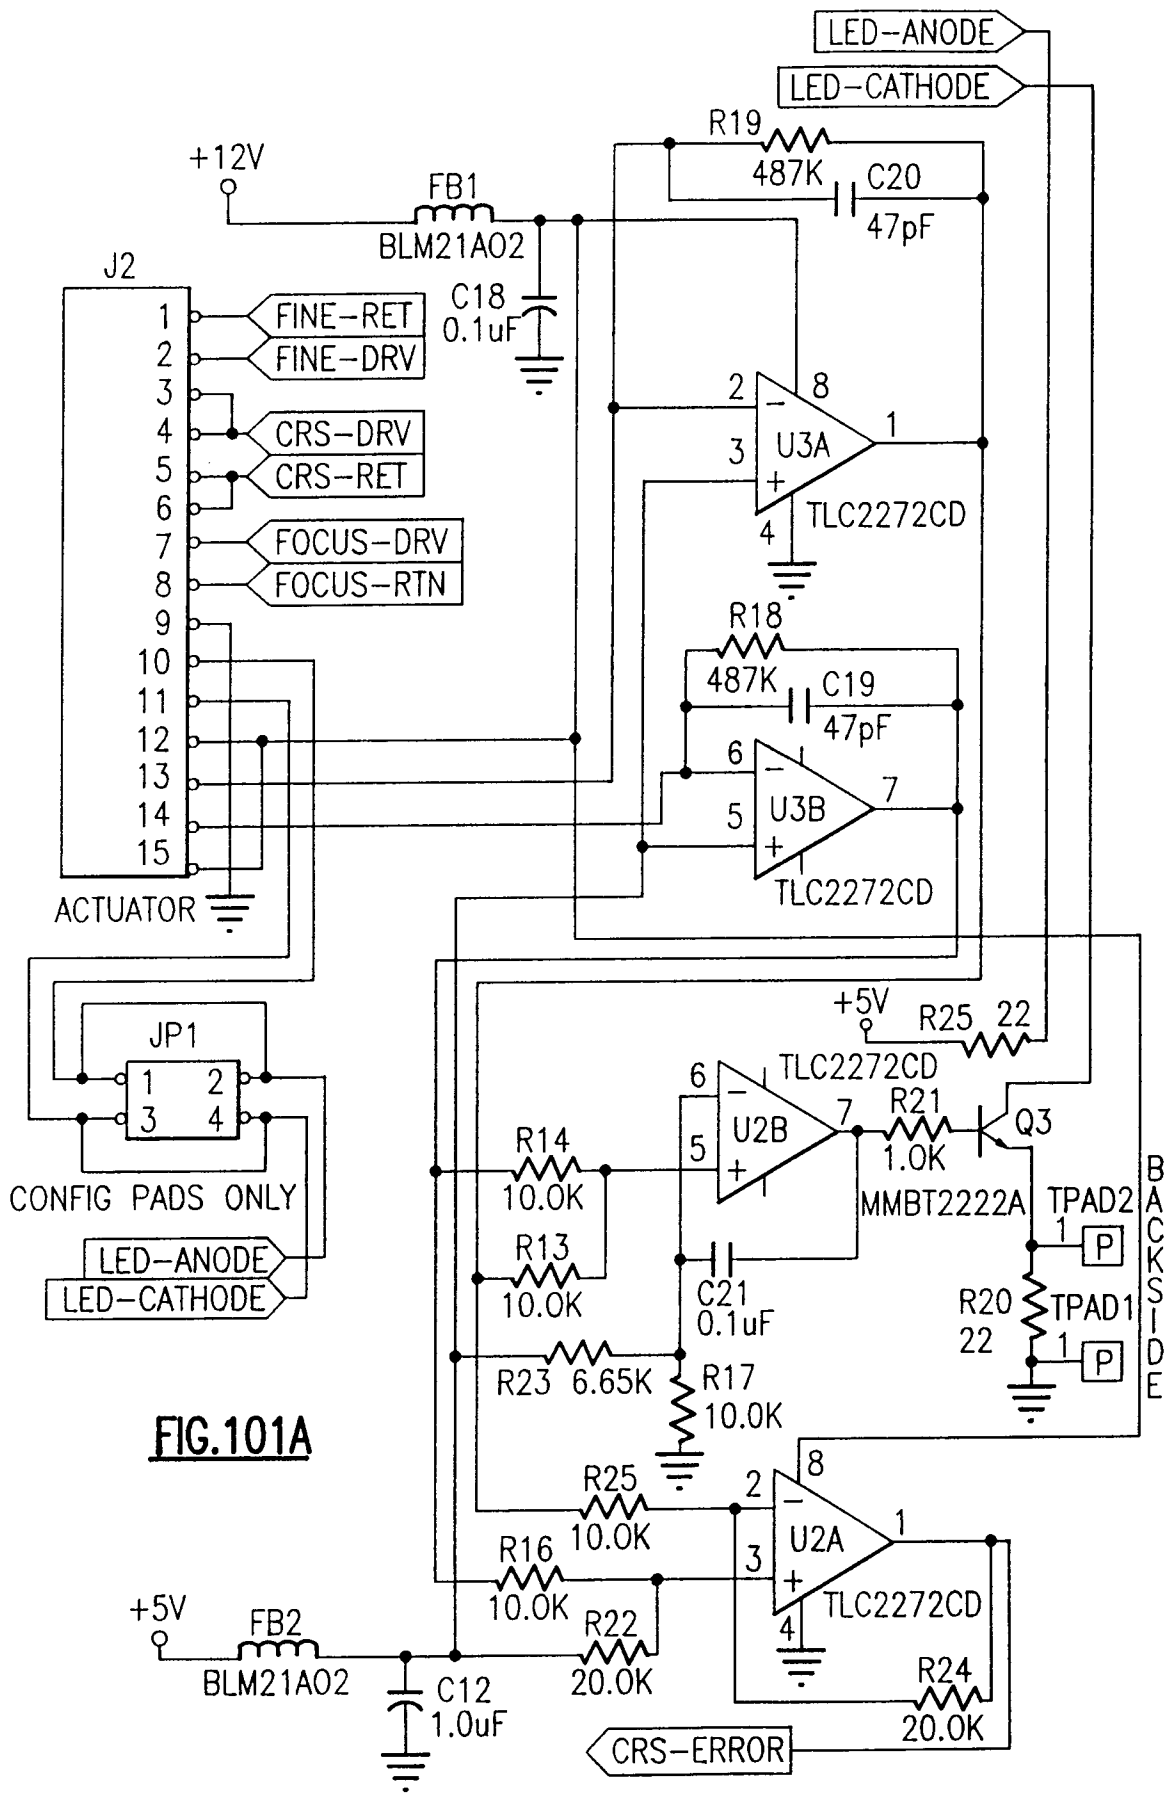 LED-ANODE
LED-CATHODE
R19
487K
C20
47pF
+12V
FB1
BLM21A02
C18
0.1uF
J2
1
FINE-RET
2
FINE-DRV
3
4
CRS-DRV
5
CRS-RET
6
7
FOCUS-DRV
8
FOCUS-RTN
9
10
11
12
13
14
15
ACTUATOR
2
8
3
U3A
1
4
TLC2272CD
R18
487K
C19
47pF
6
5
U3B
7
TLC2272CD
JP1
1
2
3
4
CONFIG PADS ONLY
LED-ANODE
LED-CATHODE
+5V
R25
22
TLC2272CD
6
U2B
7
5
R21
1.0K
Q3
MMBT2222A
R14
10.0K
R13
10.0K
C21
0.1uF
R23
6.65K
R17
10.0K
TPAD2
1
P
R20
22
TPAD1
1
P
BACKSIDE
FIG.101A
R25
10.0K
2
8
U2A
1
3
4
TLC2272CD
R16
10.0K
+5V
FB2
BLM21A02
R22
20.0K
C12
1.0uF
R24
20.0K
CRS-ERROR